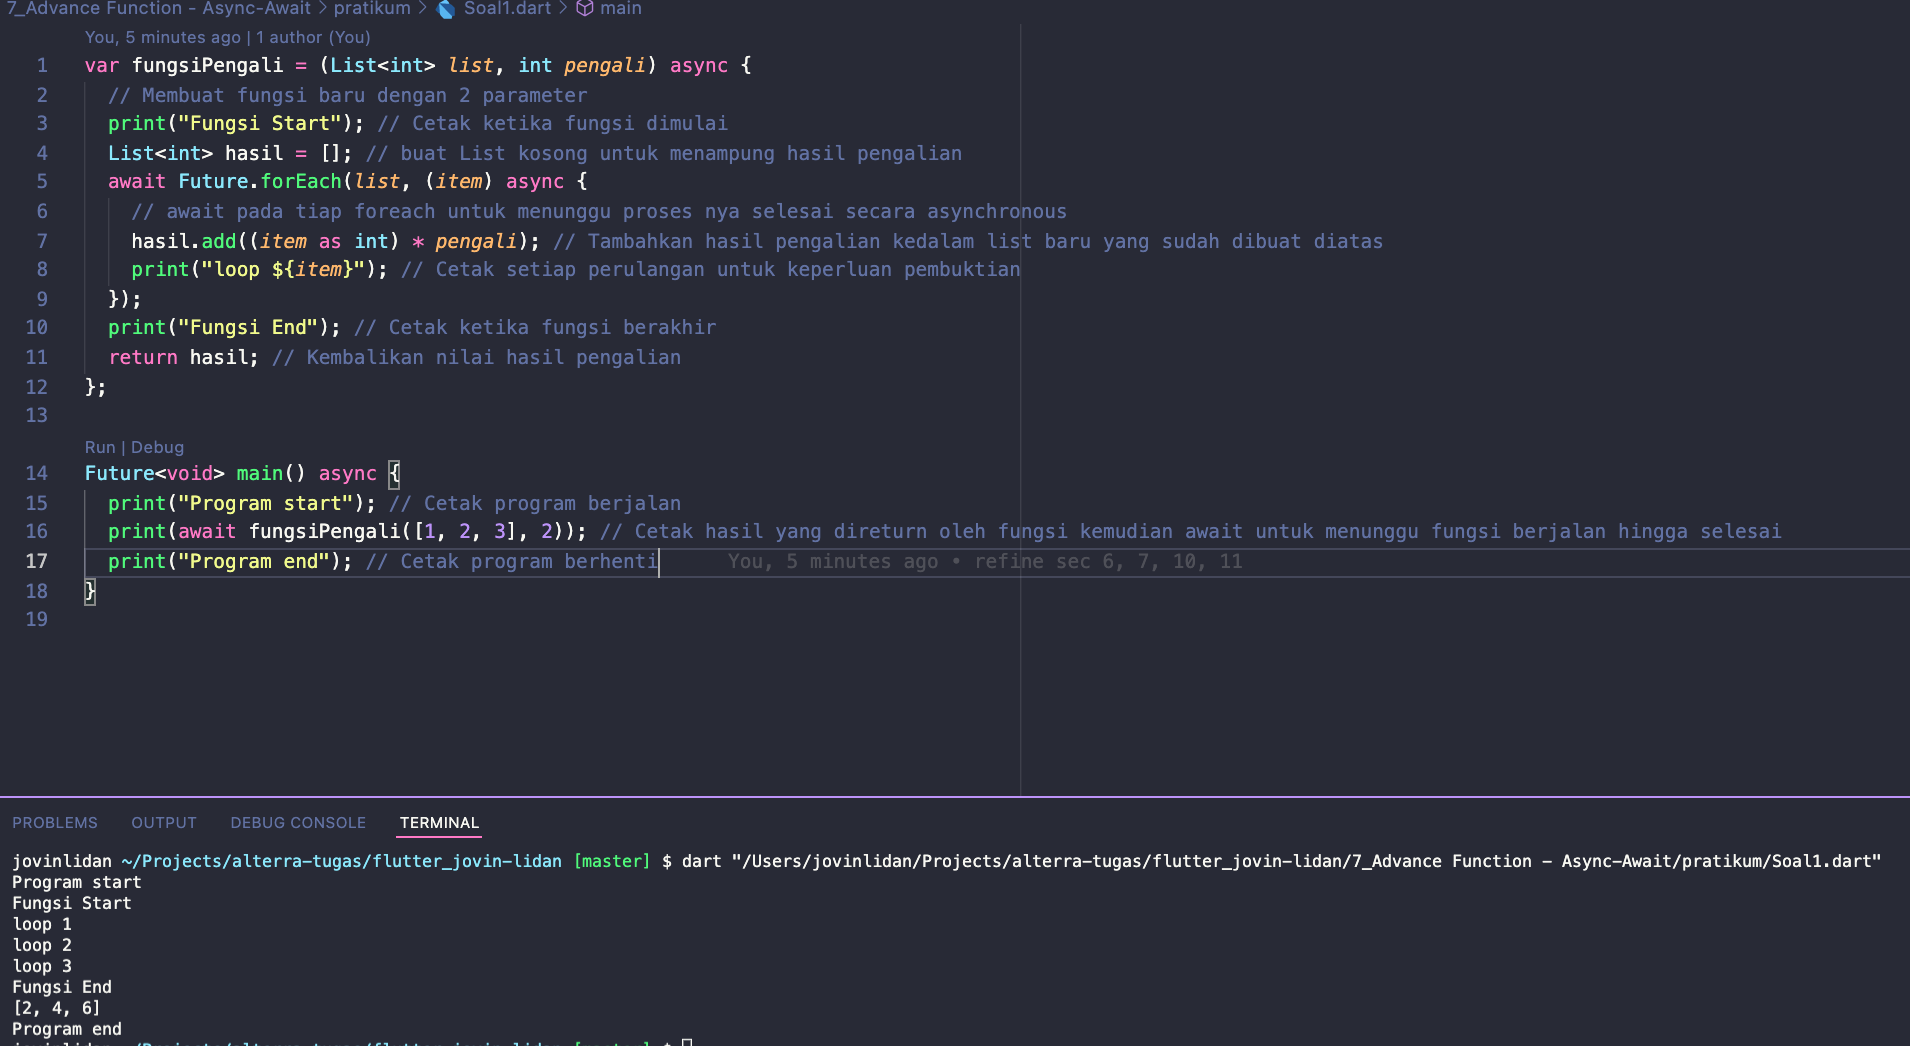 7_Advance Function - Async-Await > pratikum > Soal1.dart > main
You, 5 minutes ago | 1 author (You)
1 var fungsiPengali = (List<int> list, int pengali) async {
2 // Membuat fungsi baru dengan 2 parameter
3 print("Fungsi Start"); // Cetak ketika fungsi dimulai
4 List<int> hasil = []; // buat List kosong untuk menampung hasil pengalian
5 await Future.forEach(list, (item) async {
6 // await pada tiap foreach untuk menunggu proses nya selesai secara asynchronous
7 hasil.add((item as int) * pengali); // Tambahkan hasil pengalian kedalam list baru yang sudah dibuat diatas
8 print("loop ${item}"); // Cetak setiap perulangan untuk keperluan pembuktian
9 });
10 print("Fungsi End"); // Cetak ketika fungsi berakhir
11 return hasil; // Kembalikan nilai hasil pengalian
12 };
13
Run | Debug
14 Future<void> main() async {
15 print("Program start"); // Cetak program berjalan
16 print(await fungsiPengali([1, 2, 3], 2)); // Cetak hasil yang direturn oleh fungsi kemudian await untuk menunggu fungsi berjalan hingga selesai
17 print("Program end"); // Cetak program berhenti You, 5 minutes ago • refine sec 6, 7, 10, 11
18 }
19
PROBLEMS OUTPUT DEBUG CONSOLE TERMINAL
jovinlidan ~/Projects/alterra-tugas/flutter_jovin-lidan [master] $ dart "/Users/jovinlidan/Projects/alterra-tugas/flutter_jovin-lidan/7_Advance Function - Async-Await/pratikum/Soal1.dart"
Program start
Fungsi Start
loop 1
loop 2
loop 3
Fungsi End
[2, 4, 6]
Program end
jovinlidan ~/Projects/alterra-tugas/flutter_jovin-lidan [master] $